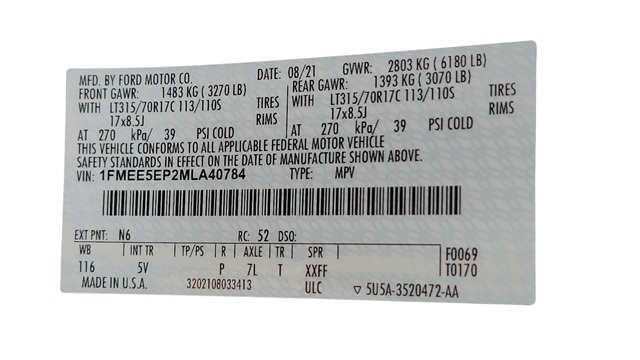 MFD. BY FORD MOTOR CO. DATE: 08/21 GVWR: 2803 KG ( 6180 LB)
FRONT GAWR: 1483 KG ( 3270 LB) REAR GAWR: 1393 KG ( 3070 LB)
WITH LT315/70R17C 113/110S TIRES WITH LT315/70R17C 113/110S TIRES
17x8.5J RIMS 17x8.5J RIMS
AT 270 kPa/ 39 PSI COLD AT 270 kPa/ 39 PSI COLD
THIS VEHICLE CONFORMS TO ALL APPLICABLE FEDERAL MOTOR VEHICLE
SAFETY STANDARDS IN EFFECT ON THE DATE OF MANUFACTURE SHOWN ABOVE.
VIN: 1FMEE5EP2MLA40784 TYPE: MPV
EXT PNT: N6 RC: 52 DSO:
WB INT TR TP/PS R AXLE TR SPR F0069
116 5V P 7L T XXFF T0170
MADE IN U.S.A. 3202108033413 ULC ▽ 5U5A-3520472-AA